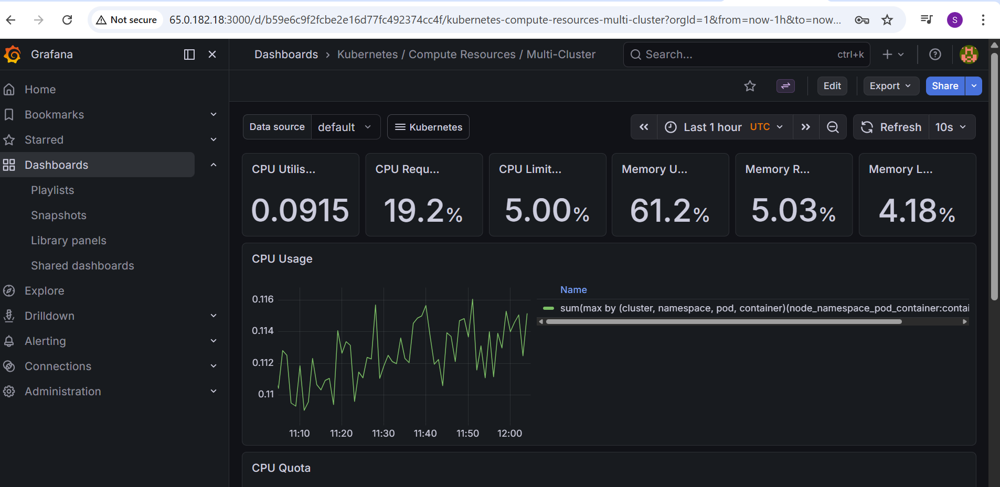 Not secure
65.0.182.18:3000/d/b59e6c9f2fcbe2e16d77fc492374cc4f/kubernetes-compute-resources-multi-cluster?orgId=1&from=now-1h&to=now...
S
Grafana
Dashboards › Kubernetes / Compute Resources / Multi-Cluster
Search...
ctrl+k
Home
Bookmarks
Starred
Dashboards
Playlists
Snapshots
Library panels
Shared dashboards
Explore
Drilldown
Alerting
Connections
Administration
Edit
Export
Share
Data source
default
Kubernetes
Last 1 hour UTC
Refresh
10s
CPU Utilis...
0.0915
CPU Requ...
19.2%
CPU Limit...
5.00%
Memory U...
61.2%
Memory R...
5.03%
Memory L...
4.18%
CPU Usage
0.116
0.114
0.112
0.11
11:10 11:20 11:30 11:40 11:50 12:00
Name
sum(max by (cluster, namespace, pod, container)(node_namespace_pod_container:contai
CPU Quota